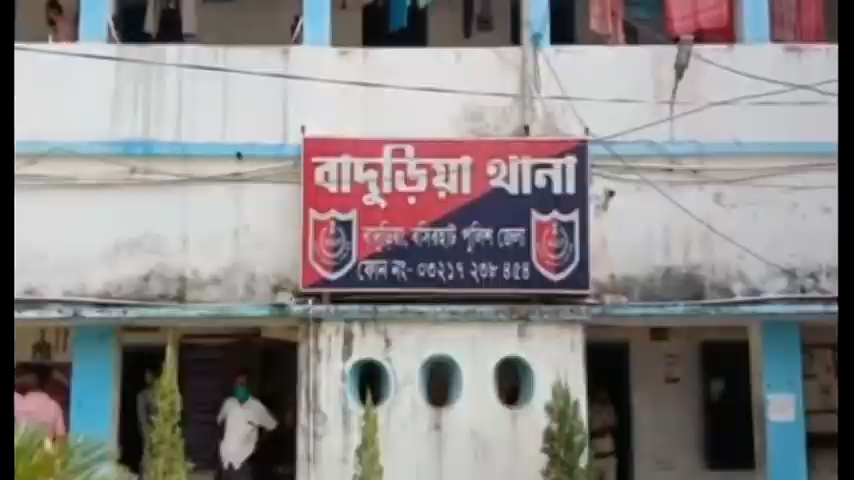 বাদুড়িয়া থানা
বাদুড়িয়া, বসিরহাট পুলিশ জেলা
ফোন নং- ০৩২১৭ ২৩৮ ৪৫৪